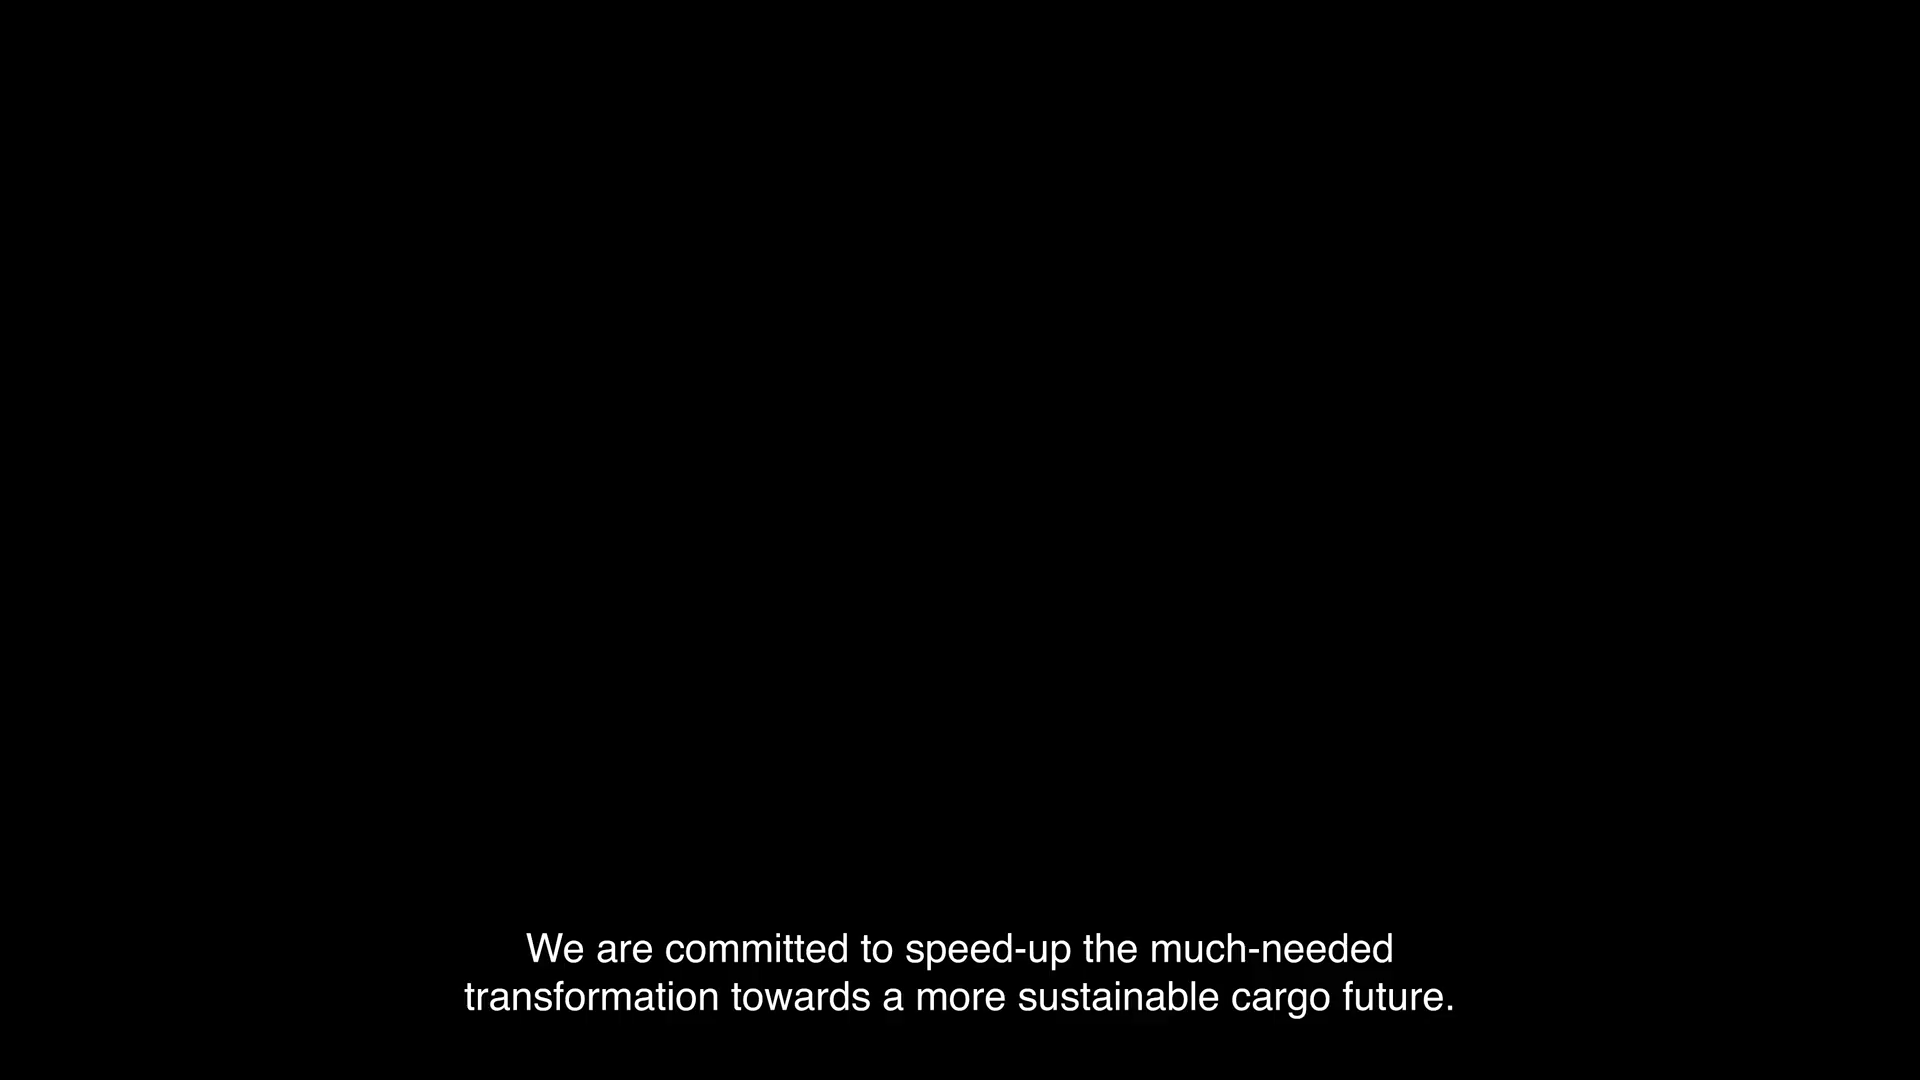 We are committed to speed-up the much-needed
transformation towards a more sustainable cargo future.